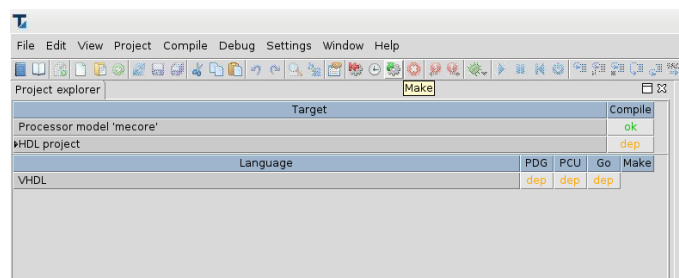 File Edit View Project Compile Debug Settings Window Help
Project explorer
Make
Target Compile
Processor model 'mecore' ok
HDL project dep
Language PDG PCU Go Make
VHDL dep dep dep